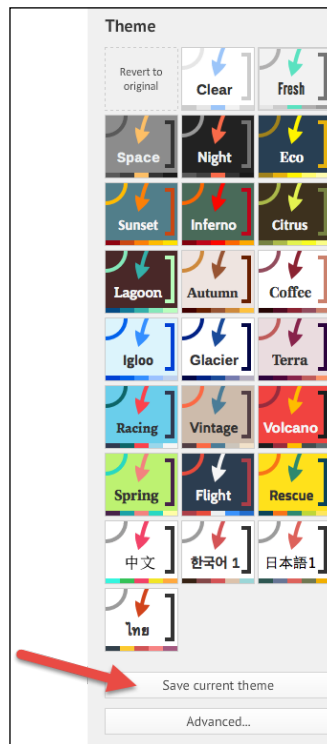 Theme
Revert to
original
Clear
Fresh
Space
Night
Eco
Sunset
Inferno
Citrus
Lagoon
Autumn
Coffee
Igloo
Glacier
Terra
Racing
Vintage
Volcano
Spring
Flight
Rescue
中文
한국어 1
日本語1
ไทย
Save current theme
Advanced...